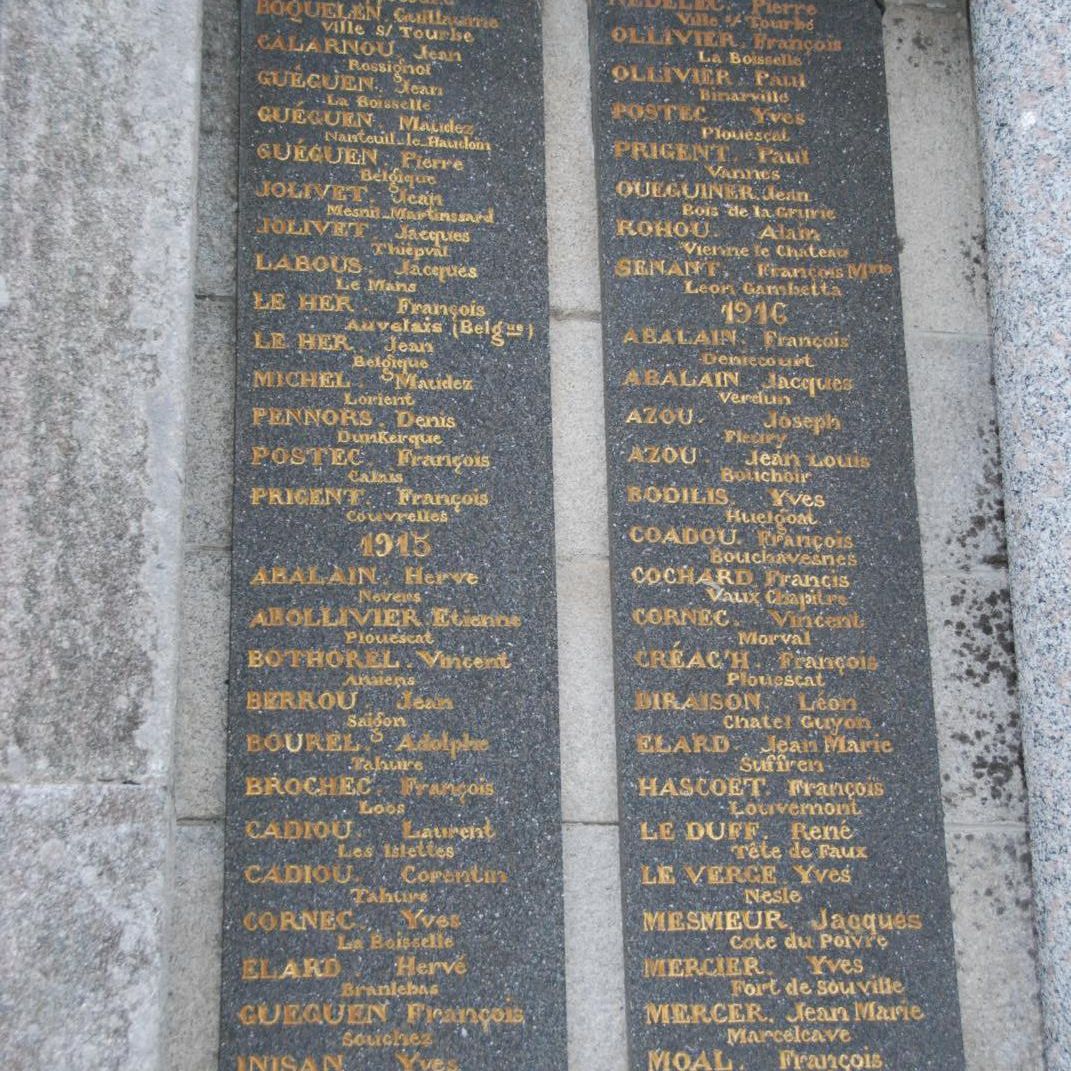 BOQUELEN Guillaume
Ville s/ Tourbe
CALARNOU. Jean
Rossignol
GUÉGUEN. Jean
La Boisselle
GUÉGUEN. Maudez
Nanteuil-le-Haudoin
GUÉGUEN. Pierre
Belgique
JOLIVET. Jean
Mesnil-Martinssard
JOLIVET Jacques
Thiépval
LABOUS. Jacques
Le Mans
LE HER. François
Auvelais (Belgque)
LE HER. Jean
Belgique
MICHEL. Maudez
Lorient
PENNORS. Denis
Dunkerque
POSTEC. François
Calais
PRIGENT. François
Couvrelles
1915
ABALAIN. Herve
Nevers
ABOLLIVIER. Etienne
Plouescat
BOTHOREL. Vincent
Amiens
BERROU Jean
Saigon
BOUREL. Adolphe
Tahure
BROCHEC. François
Loos
CADIOU. Laurent
Les Islettes
CADIOU. Corentin
Tahure
CORNEC. Yves
La Boisselle
ELARD. Hervé
Branlebas
GUEGUEN François
Souchez
INISAN Yves
NEDELEC. Pierre
Ville s/ Tourbe
OLLIVIER. François
La Boisselle
OLLIVIER Paul
Binarville
POSTEC Yves
Plouescat
PRIGENT. Paul
Vannes
QUEGUINER. Jean
Bois de la Grurie
ROHOU. Alain
Vienne le Chateau
SENANT. François Mrie
Léon Gambetta
1916
ABALAIN. François
Deniecourt
ABALAIN Jacques
Verdun
AZOU. Joseph
Fleury
AZOU Jean Louis
Bouchoir
BODILIS. Yves
Huelgoat
COADOU. François
Bouchavesnes
COCHARD. Francis
Vaux Chapitre
CORNEC. Vincent
Morval
CRÉAC'H. François
Plouescat
DIRAISON Léon
Chatel Guyon
ELARD Jean Marie
Suffren
HASCOET. François
Louvemont
LE DUFF. René
Tête de Faux
LE VERGE Yves
Nesle
MESMEUR. Jacques
Cote du Poivre
MERCIER. Yves
Fort de Souville
MERCER. Jean Marie
Marcelcave
MOAL François